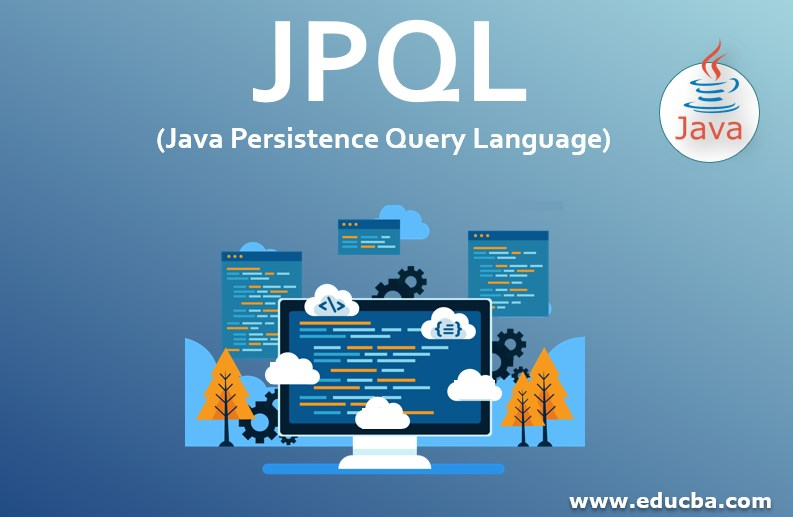 JPQL
(Java Persistence Query Language)
Java
</>
{=}
www.educba.com